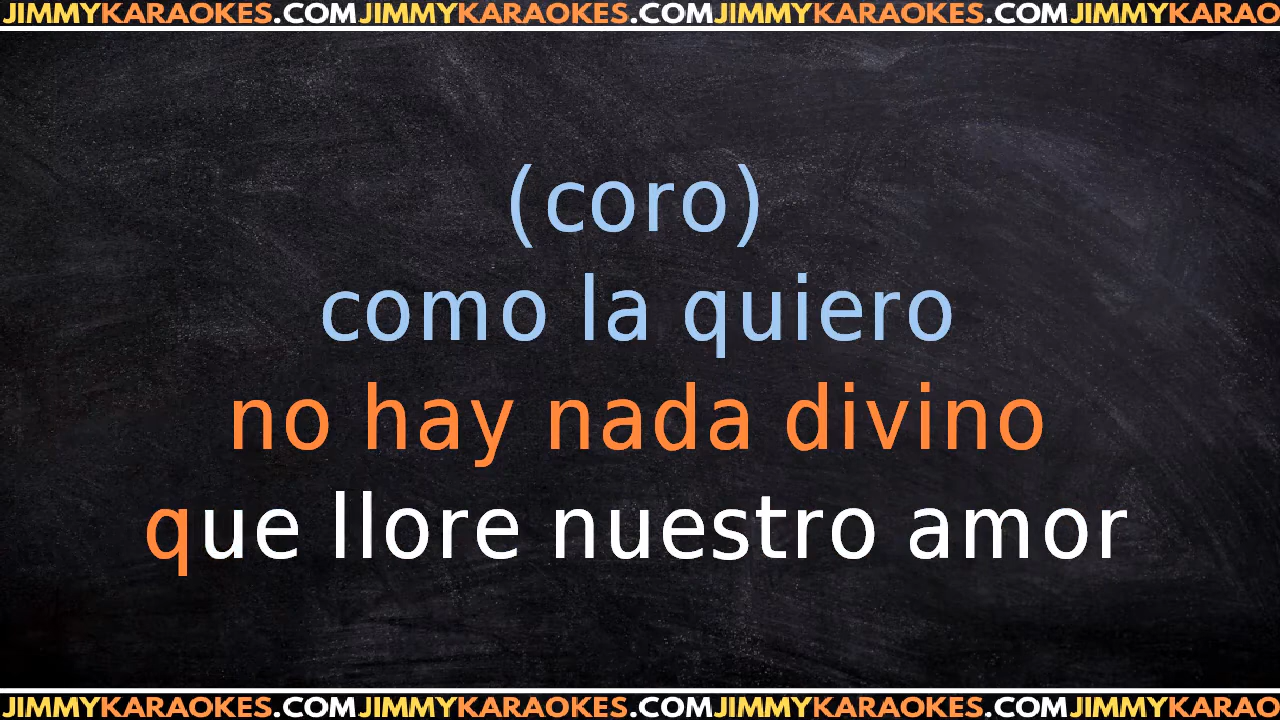 JIMMYKARAOKES.COMJIMMYKARAOKES.COMJIMMYKARAOKES.COMJIMMYKARAO
(coro)
como la quiero
no hay nada divino
que llore nuestro amor
JIMMYKARAOKES.COMJIMMYKARAOKES.COMJIMMYKARAOKES.COMJIMMYKARAO